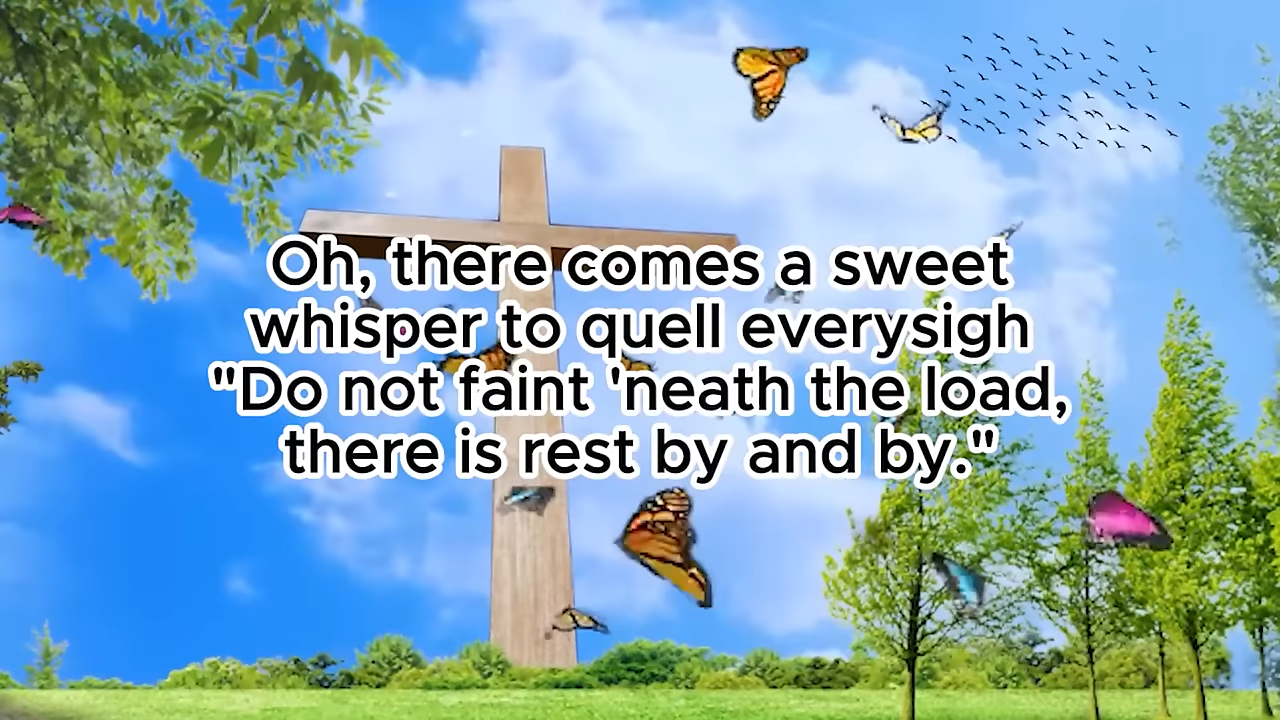 Oh, there comes a sweet
whisper to quell everysigh
"Do not faint 'neath the load,
there is rest by and by."